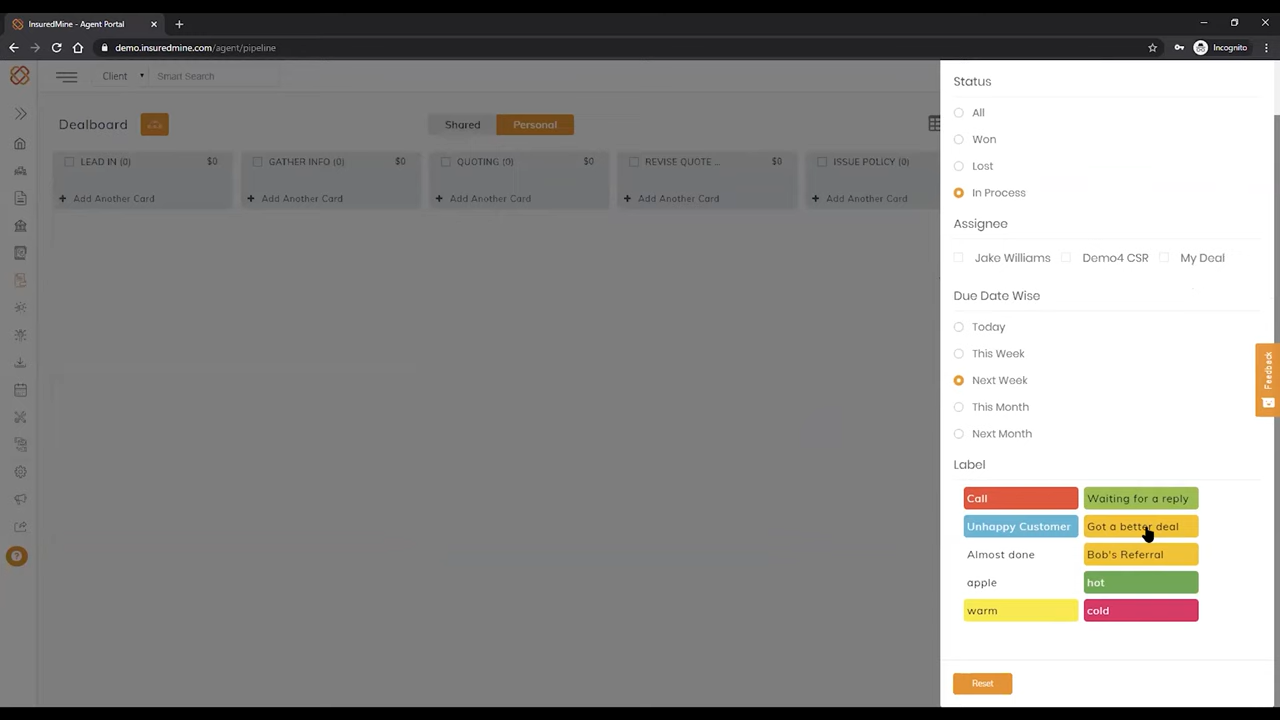 InsuredMine - Agent Portal
demo.insuredmine.com/agent/pipeline
Incognito
Client
Smart Search
Dealboard
Shared
Personal
LEAD IN (0) $0
GATHER INFO (0) $0
QUOTING (0) $0
REVISE QUOTE ... $0
ISSUE POLICY (0)
+ Add Another Card
+ Add Another Card
+ Add Another Card
+ Add Another Card
+ Add Another Card
Status
All
Won
Lost
In Process
Assignee
Jake Williams
Demo4 CSR
My Deal
Due Date Wise
Today
This Week
Next Week
This Month
Next Month
Label
Call
Waiting for a reply
Unhappy Customer
Got a better deal
Almost done
Bob's Referral
apple
hot
warm
cold
Reset
Feedback